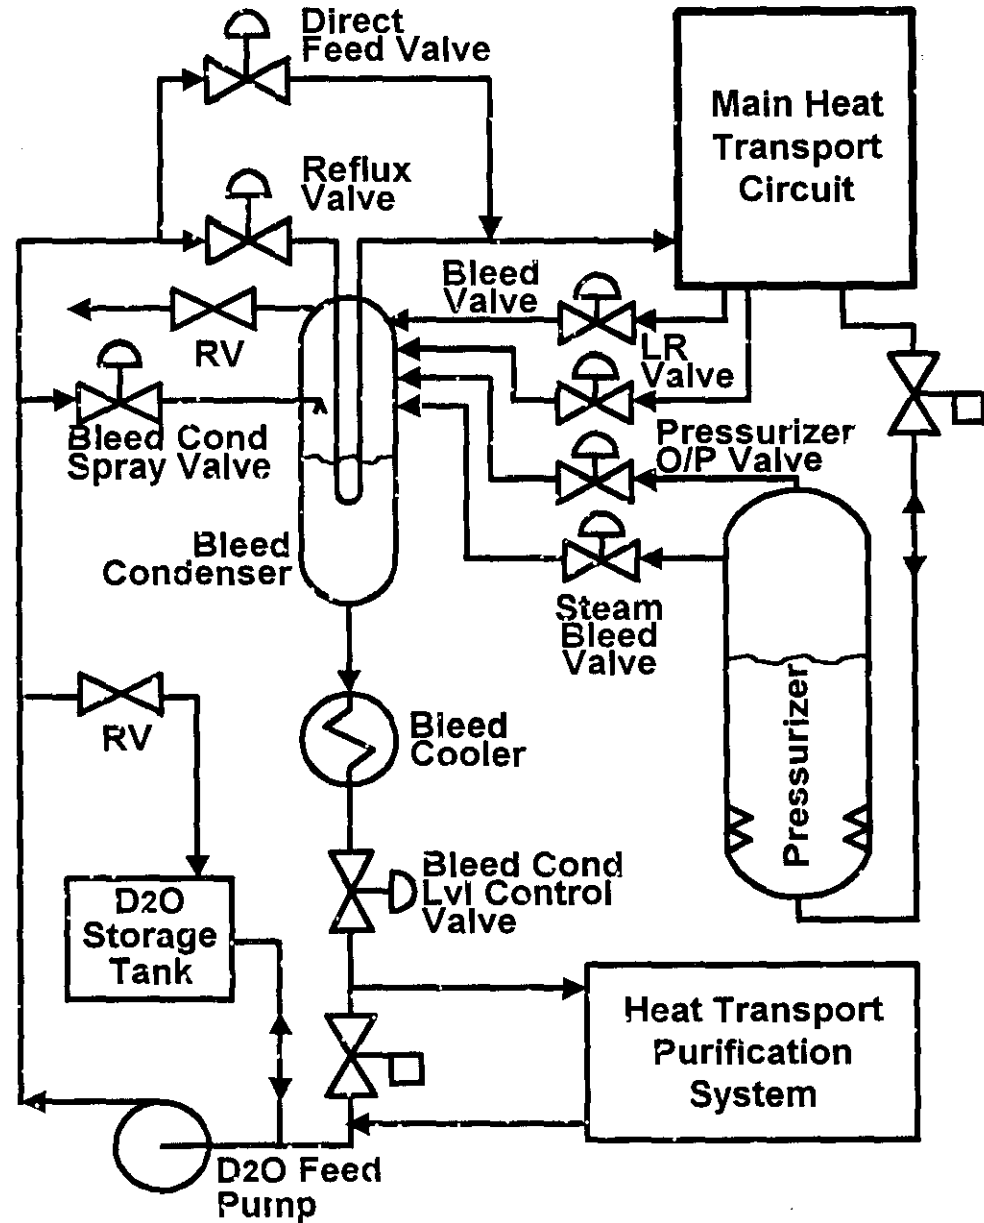 Direct
Feed Valve
Main Heat
Transport
Circuit
Reflux
Valve
Bleed
Valve
RV
LR
Valve
Bleed Cond
Spray Valve
Pressurizer
O/P Valve
Bleed
Condenser
Steam
Bleed
Valve
RV
Bleed
Cooler
Pressurizer
Bleed Cond
Lvl Control
Valve
D2O
Storage
Tank
Heat Transport
Purification
System
D2O Feed
Pump